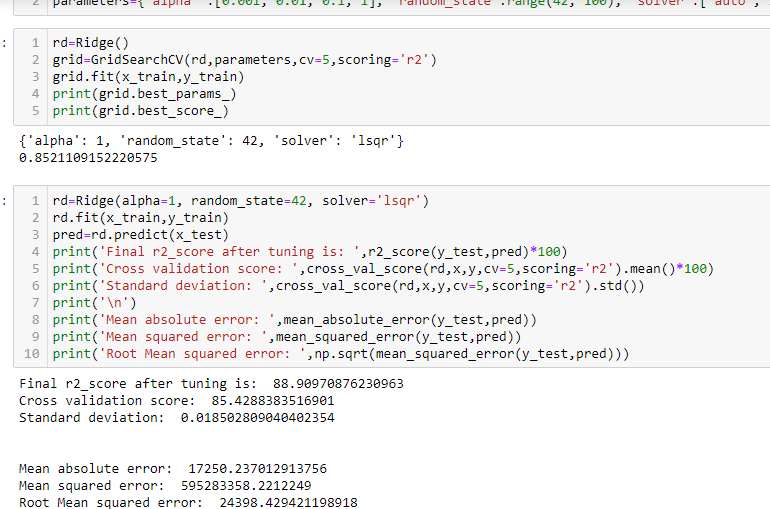 2 parameters={'alpha' :[0.001, 0.01, 0.1, 1], 'random_state':range(42, 100), 'solver':['auto',
: 1 rd=Ridge()
2 grid=GridSearchCV(rd,parameters,cv=5,scoring='r2')
3 grid.fit(x_train,y_train)
4 print(grid.best_params_)
5 print(grid.best_score_)
{'alpha': 1, 'random_state': 42, 'solver': 'lsqr'}
0.8521109152220575
: 1 rd=Ridge(alpha=1, random_state=42, solver='lsqr')
2 rd.fit(x_train,y_train)
3 pred=rd.predict(x_test)
4 print('Final r2_score after tuning is: ',r2_score(y_test,pred)*100)
5 print('Cross validation score: ',cross_val_score(rd,x,y,cv=5,scoring='r2').mean()*100)
6 print('Standard deviation: ',cross_val_score(rd,x,y,cv=5,scoring='r2').std())
7 print('\n')
8 print('Mean absolute error: ',mean_absolute_error(y_test,pred))
9 print('Mean squared error: ',mean_squared_error(y_test,pred))
10 print('Root Mean squared error: ',np.sqrt(mean_squared_error(y_test,pred)))
Final r2_score after tuning is:  88.90970876230963
Cross validation score:  85.4288383516901
Standard deviation:  0.018502809040402354
Mean absolute error:  17250.237012913756
Mean squared error:  595283358.2212249
Root Mean squared error:  24398.429421198918